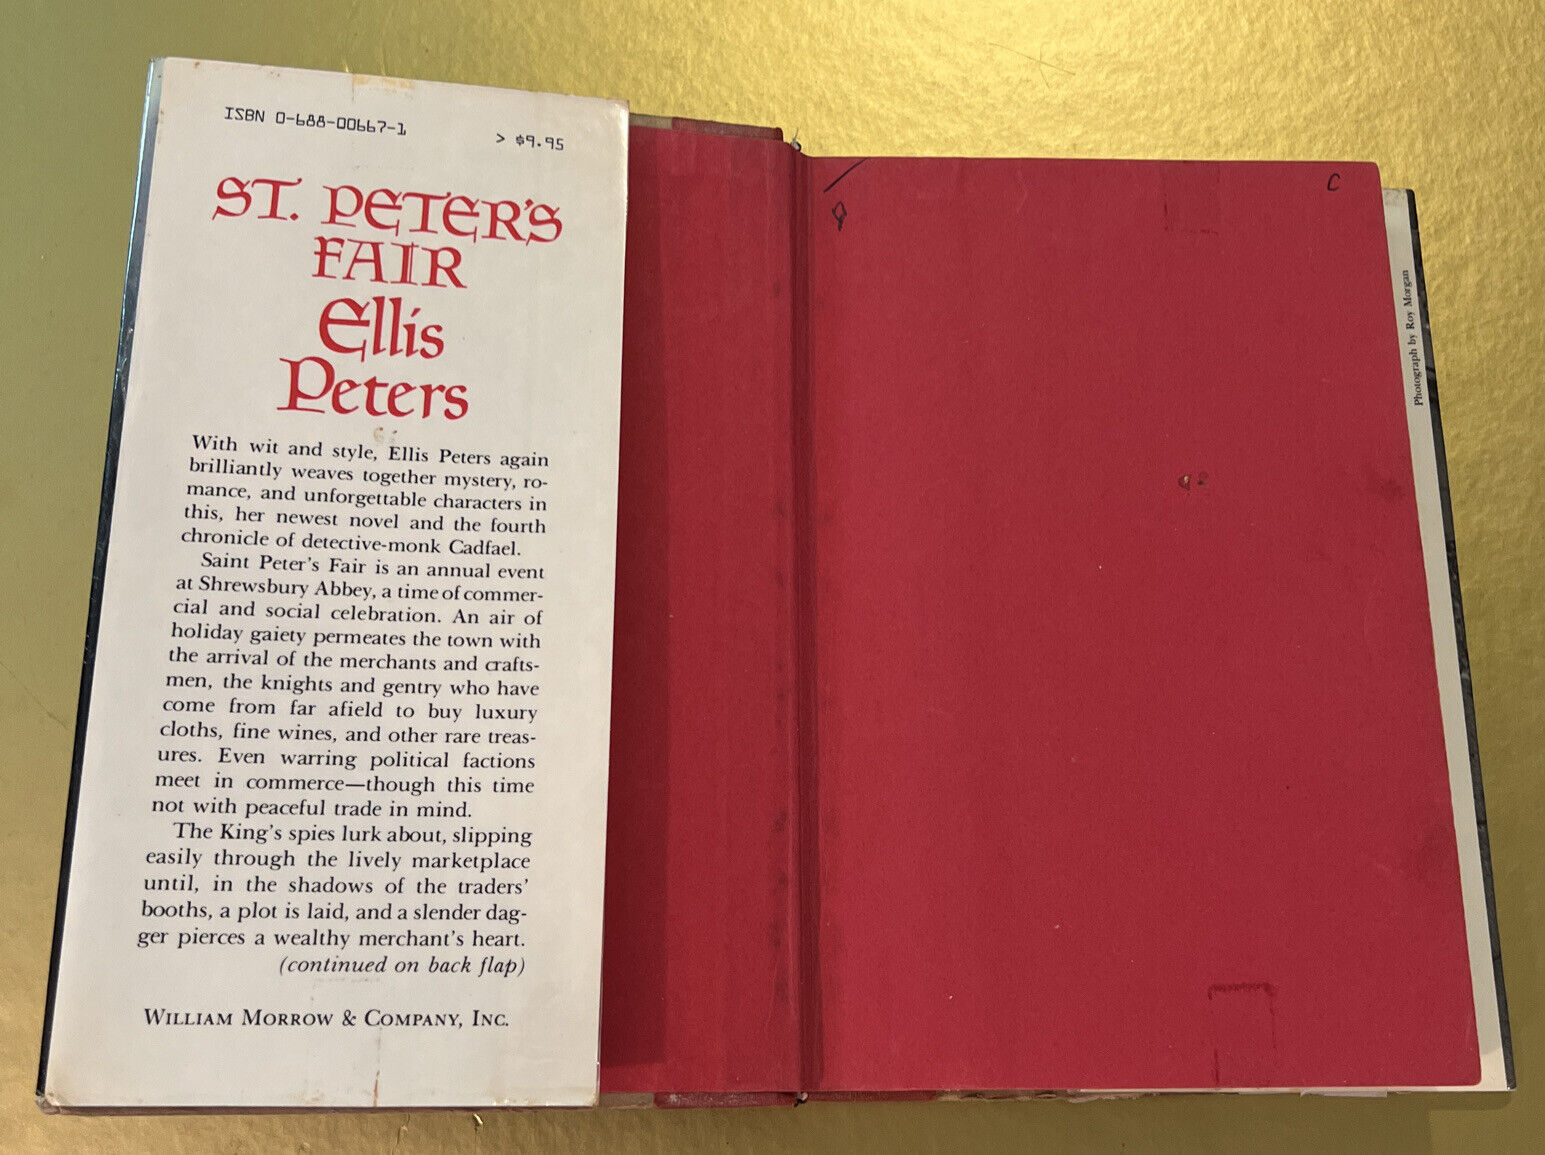 ISBN 0-688-00667-1
> $9.95
ST. PETER'S
FAIR
Ellis
Peters
With wit and style, Ellis Peters again
brilliantly weaves together mystery, ro-
mance, and unforgettable characters in
this, her newest novel and the fourth
chronicle of detective-monk Cadfael.
Saint Peter's Fair is an annual event
at Shrewsbury Abbey, a time of commer-
cial and social celebration. An air of
holiday gaiety permeates the town with
the arrival of the merchants and crafts-
men, the knights and gentry who have
come from far afield to buy luxury
cloths, fine wines, and other rare treas-
ures. Even warring political factions
meet in commerce—though this time
not with peaceful trade in mind.
The King's spies lurk about, slipping
easily through the lively marketplace
until, in the shadows of the traders'
booths, a plot is laid, and a slender dag-
ger pierces a wealthy merchant's heart.
(continued on back flap)
WILLIAM MORROW & COMPANY, INC.
C
Photograph by Roy Morgan